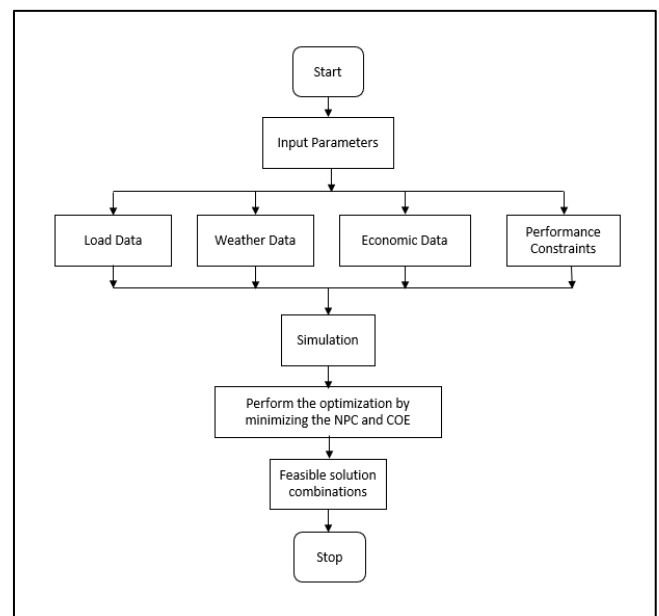 Start
Input Parameters
Load Data
Weather Data
Economic Data
Performance
Constraints
Simulation
Perform the optimization by
minimizing the NPC and COE
Feasible solution
combinations
Stop